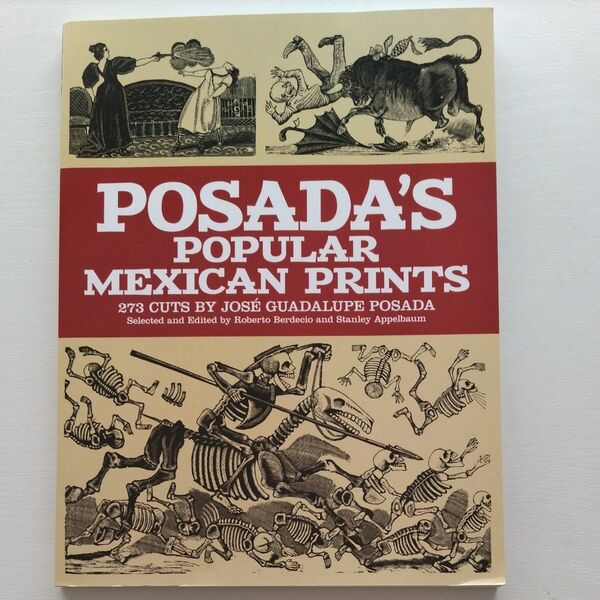 POSADA'S
POPULAR
MEXICAN PRINTS
273 CUTS BY JOSÉ GUADALUPE POSADA
Selected and Edited by Roberto Berdecio and Stanley Appelbaum